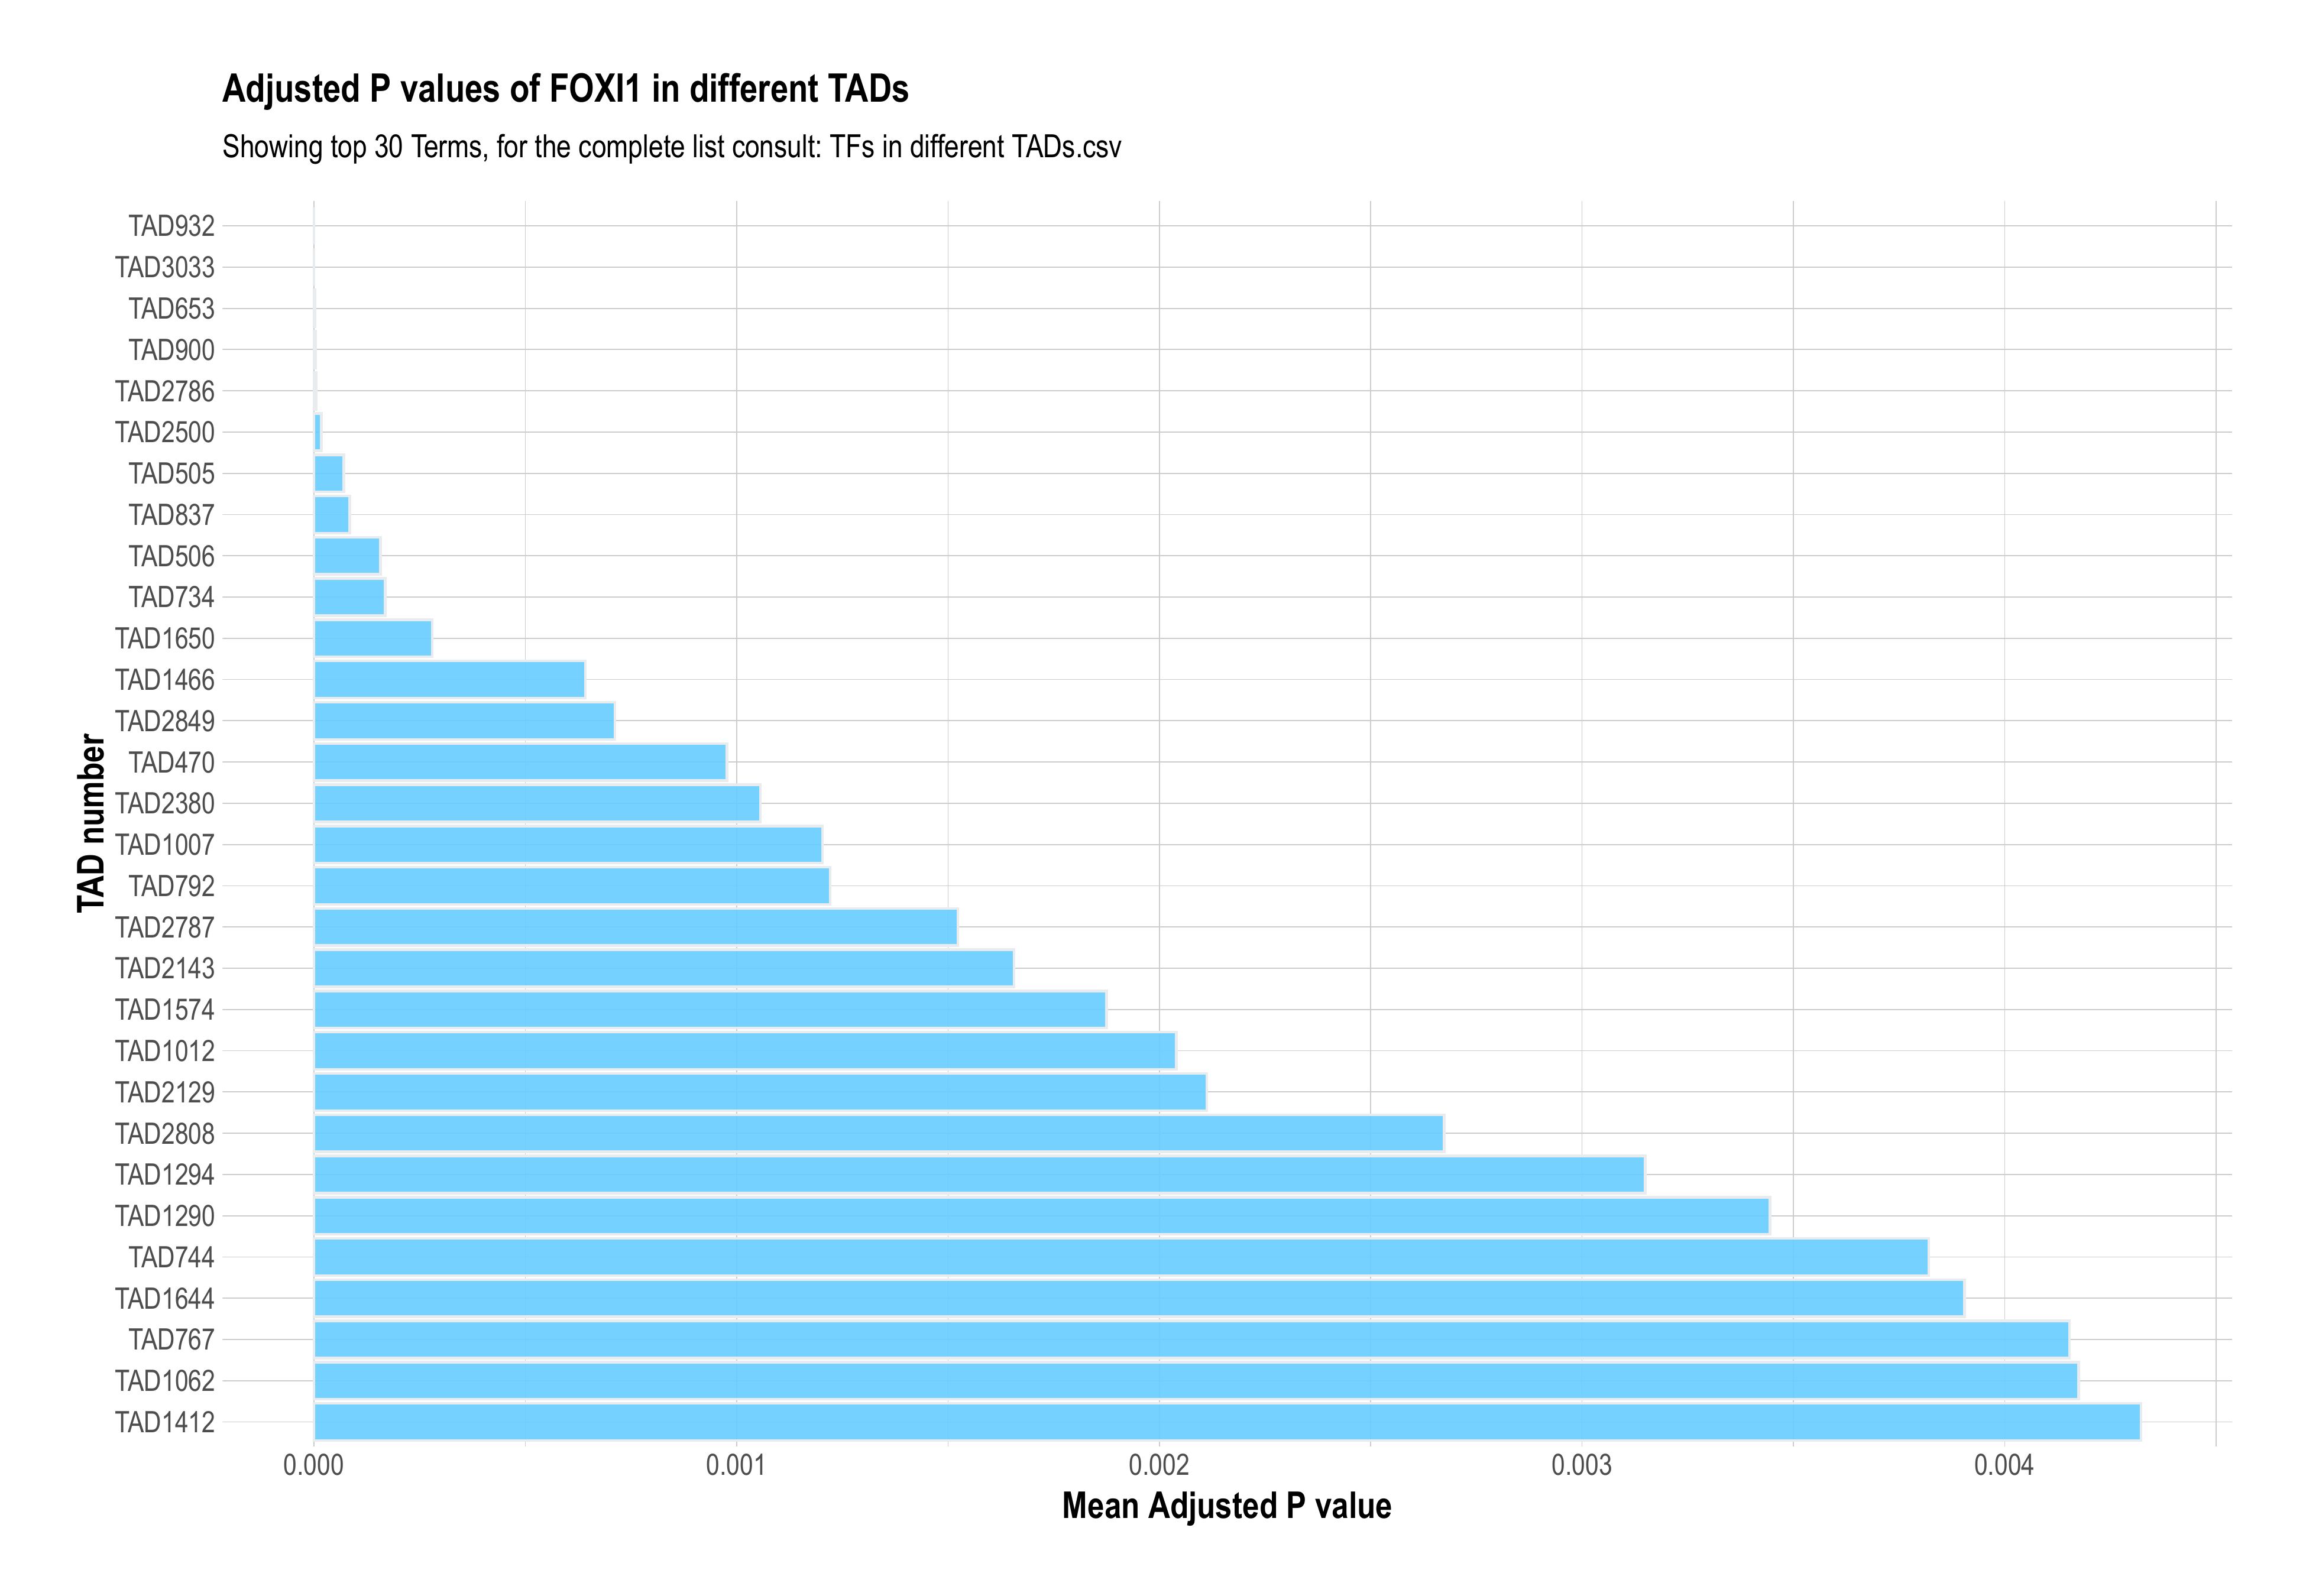 Adjusted P values of FOXI1 in different TADs
Showing top 30 Terms, for the complete list consult: TFs in different TADs.csv
TAD number
TAD932
TAD3033
TAD653
TAD900
TAD2786
TAD2500
TAD505
TAD837
TAD506
TAD734
TAD1650
TAD1466
TAD2849
TAD470
TAD2380
TAD1007
TAD792
TAD2787
TAD2143
TAD1574
TAD1012
TAD2129
TAD2808
TAD1294
TAD1290
TAD744
TAD1644
TAD767
TAD1062
TAD1412
0.000 0.001 0.002 0.003 0.004
Mean Adjusted P value